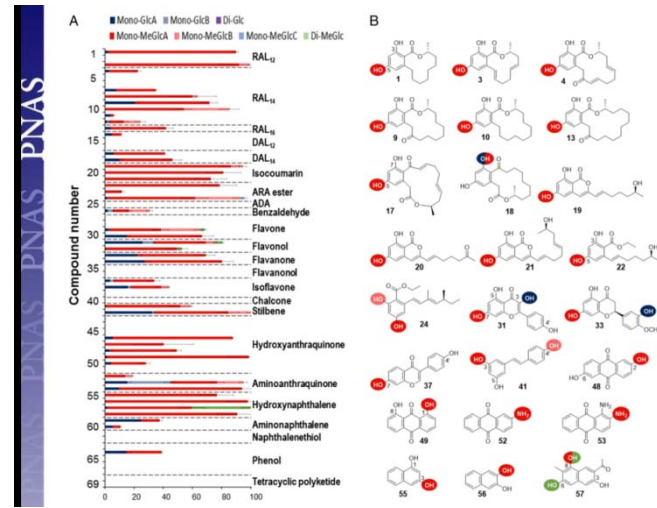 PNAS PNAS PNAS
A
Mono-GlcA
Mono-GlcB
Di-Glc
Mono-MeGlcA
Mono-MeGlcB
Mono-MeGlcC
Di-MeGlc
Compound number
1
5
10
15
20
25
30
35
40
45
50
55
60
65
69
RAL12
RAL14
RAL16
DAL12
DAL14
Isocoumarin
ARA ester
ADA
Benzaldehyde
Flavone
Flavonol
Flavanone
Flavanonol
Isoflavone
Chalcone
Stilbene
Hydroxyanthraquinone
Aminoanthraquinone
Hydroxynaphthalene
Aminonaphthalene
Naphthalenethiol
Phenol
Tetracyclic polyketide
0 20 40 60 80 100
B
1
3
4
9
10
13
17
18
19
20
21
22
24
31
33
37
41
48
49
52
53
55
56
57